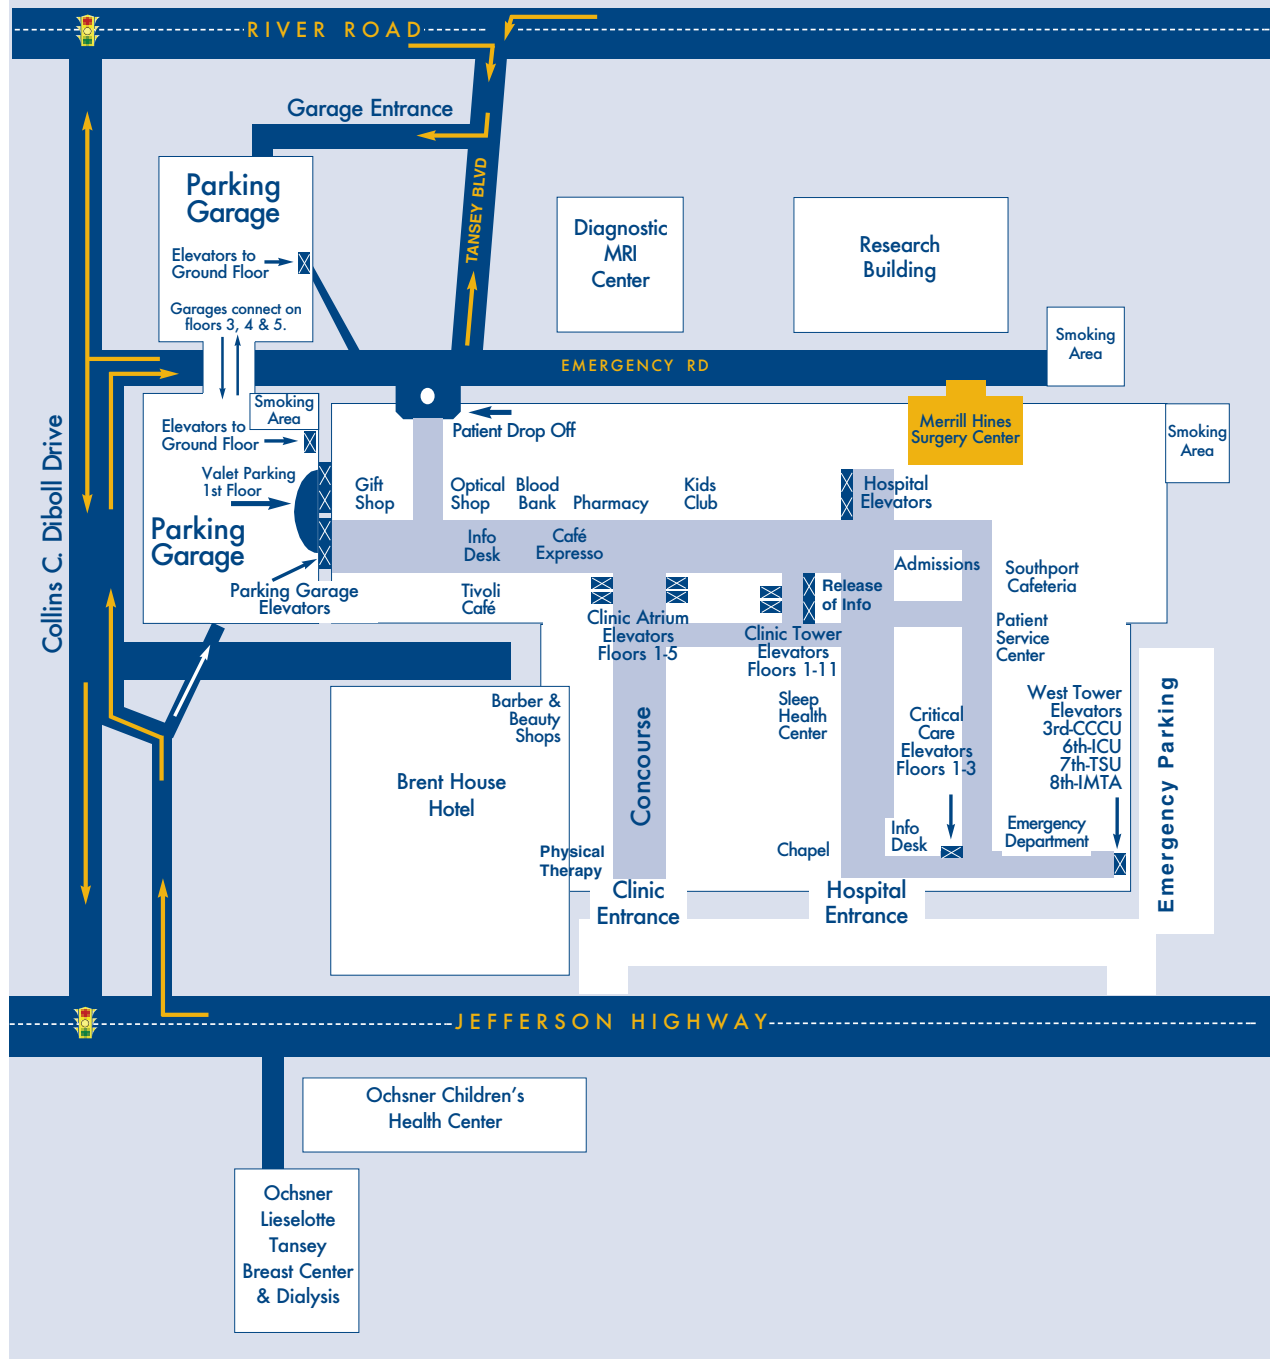 RIVER ROAD
Garage Entrance
TANSEY BLVD
Parking
Garage
Elevators to
Ground Floor
Garages connect on
floors 3, 4 & 5.
Diagnostic
MRI
Center
Research
Building
Smoking
Area
EMERGENCY RD
Smoking
Area
Elevators to
Ground Floor
Valet Parking
1st Floor
Parking
Garage
Parking Garage
Elevators
Patient Drop Off
Merrill Hines
Surgery Center
Smoking
Area
Gift
Shop
Optical
Shop
Blood
Bank
Pharmacy
Kids
Club
Hospital
Elevators
Info
Desk
Café
Expresso
Admissions
Southport
Cafeteria
Tivoli
Café
Release
of Info
Clinic Atrium
Elevators
Floors 1-5
Clinic Tower
Elevators
Floors 1-11
Patient
Service
Center
Collins C. Diboll Drive
Barber &
Beauty
Shops
Sleep
Health
Center
Critical
Care
Elevators
Floors 1-3
West Tower
Elevators
3rd-CCCU
6th-ICU
7th-TSU
8th-IMTA
Emergency Parking
Brent House
Hotel
Concourse
Physical
Therapy
Chapel
Info
Desk
Emergency
Department
Clinic
Entrance
Hospital
Entrance
JEFFERSON HIGHWAY
Ochsner Children's
Health Center
Ochsner
Lieselotte
Tansey
Breast Center
& Dialysis